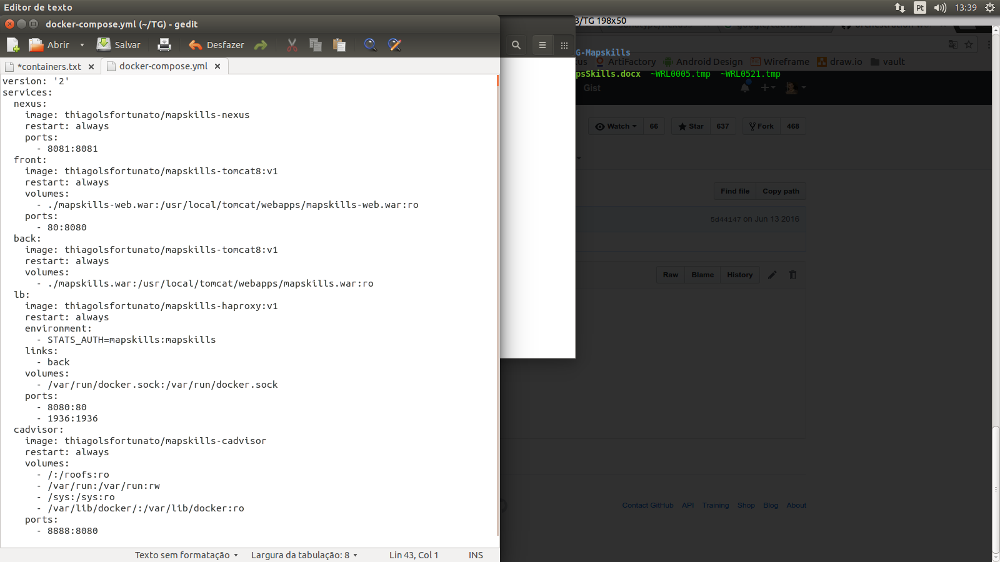 Editor de texto
Pt
13:39
docker-compose.yml (~/TG) - gedit
3/TG 198x50
Abrir
Salvar
Desfazer
*containers.txt
docker-compose.yml
version: '2'
services:
  nexus:
    image: thiagolsfortunato/mapskills-nexus
    restart: always
    ports:
      - 8081:8081
  front:
    image: thiagolsfortunato/mapskills-tomcat8:v1
    restart: always
    volumes:
      - ./mapskills-web.war:/usr/local/tomcat/webapps/mapskills-web.war:ro
    ports:
      - 80:8080
  back:
    image: thiagolsfortunato/mapskills-tomcat8:v1
    restart: always
    volumes:
      - ./mapskills.war:/usr/local/tomcat/webapps/mapskills.war:ro
  lb:
    image: thiagolsfortunato/mapskills-haproxy:v1
    restart: always
    environment:
      - STATS_AUTH=mapskills:mapskills
    links:
      - back
    volumes:
      - /var/run/docker.sock:/var/run/docker.sock
    ports:
      - 8080:80
      - 1936:1936
  cadvisor:
    image: thiagolsfortunato/mapskills-cadvisor
    restart: always
    volumes:
      - /:/roofs:ro
      - /var/run:/var/run:rw
      - /sys:/sys:ro
      - /var/lib/docker/:/var/lib/docker:ro
    ports:
      - 8888:8080
Texto sem formatação
Largura da tabulação: 8
Lin 43, Col 1
INS
G-Mapskills
us ArtiFactory Android Design Wireframe draw.io vault
psSkills.docx ~WRL0005.tmp ~WRL0521.tmp
Gist
Watch 66 Star 637 Fork 468
Find file Copy path
5d44147 on Jun 13 2016
Raw Blame History
Contact GitHub API Training Shop Blog About